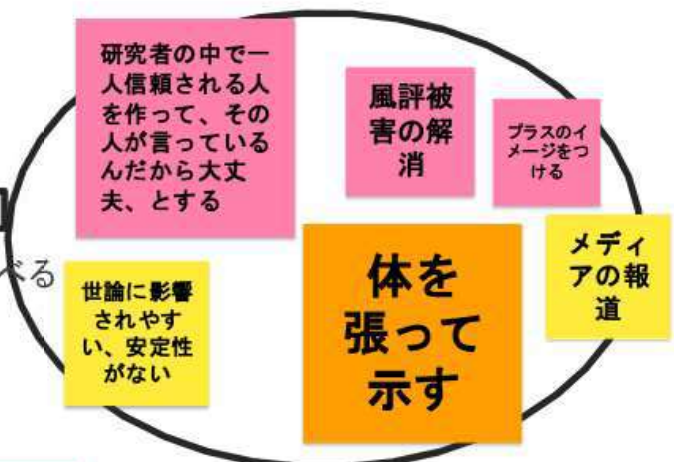 研究者の中で一
人信頼される人
を作って、その
人が言っている
んだから大丈
夫、とする
風評被
害の解
消
プラスのイ
メージをつ
ける
べる
世論に影響
されやす
い、安定性
がない
体を
張って
示す
メディ
アの報
道